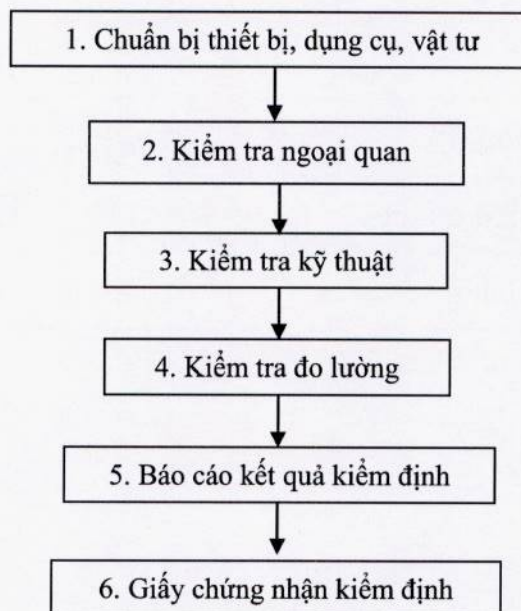 1. Chuẩn bị thiết bị, dụng cụ, vật tư
2. Kiểm tra ngoại quan
3. Kiểm tra kỹ thuật
4. Kiểm tra đo lường
5. Báo cáo kết quả kiểm định
6. Giấy chứng nhận kiểm định